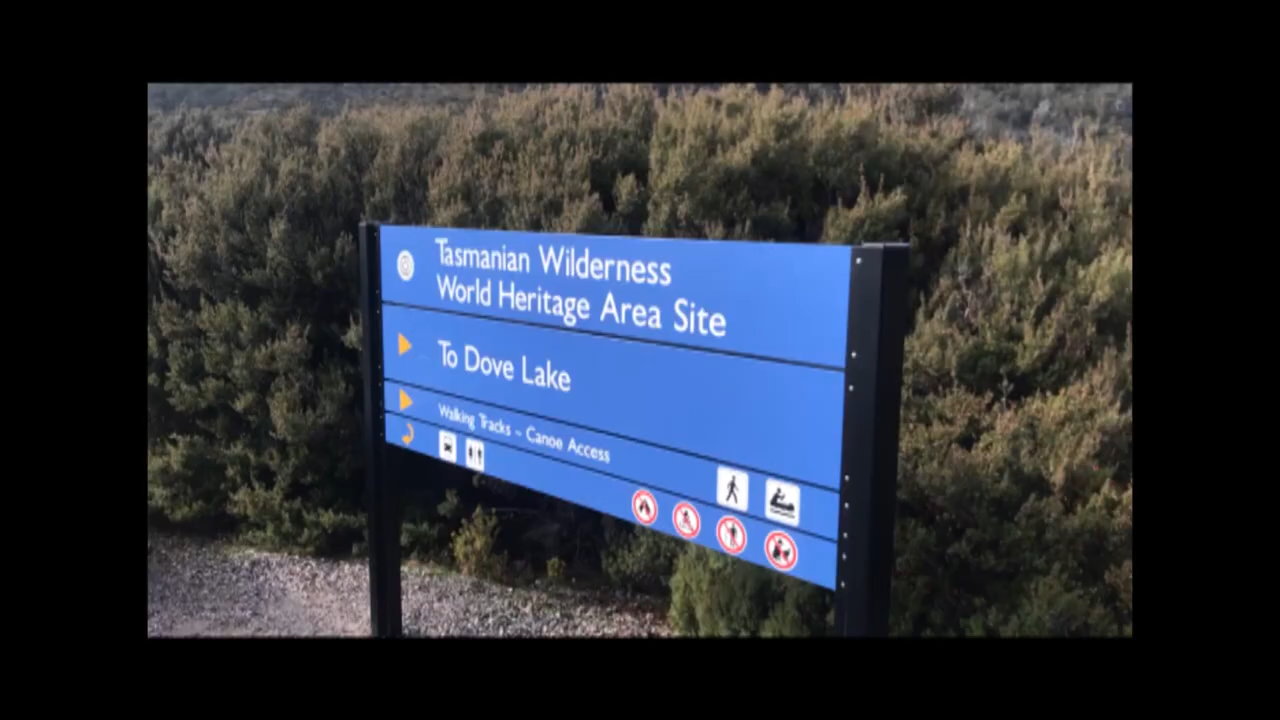 Tasmanian Wilderness
World Heritage Area Site
To Dove Lake
Walking Tracks - Canoe Access